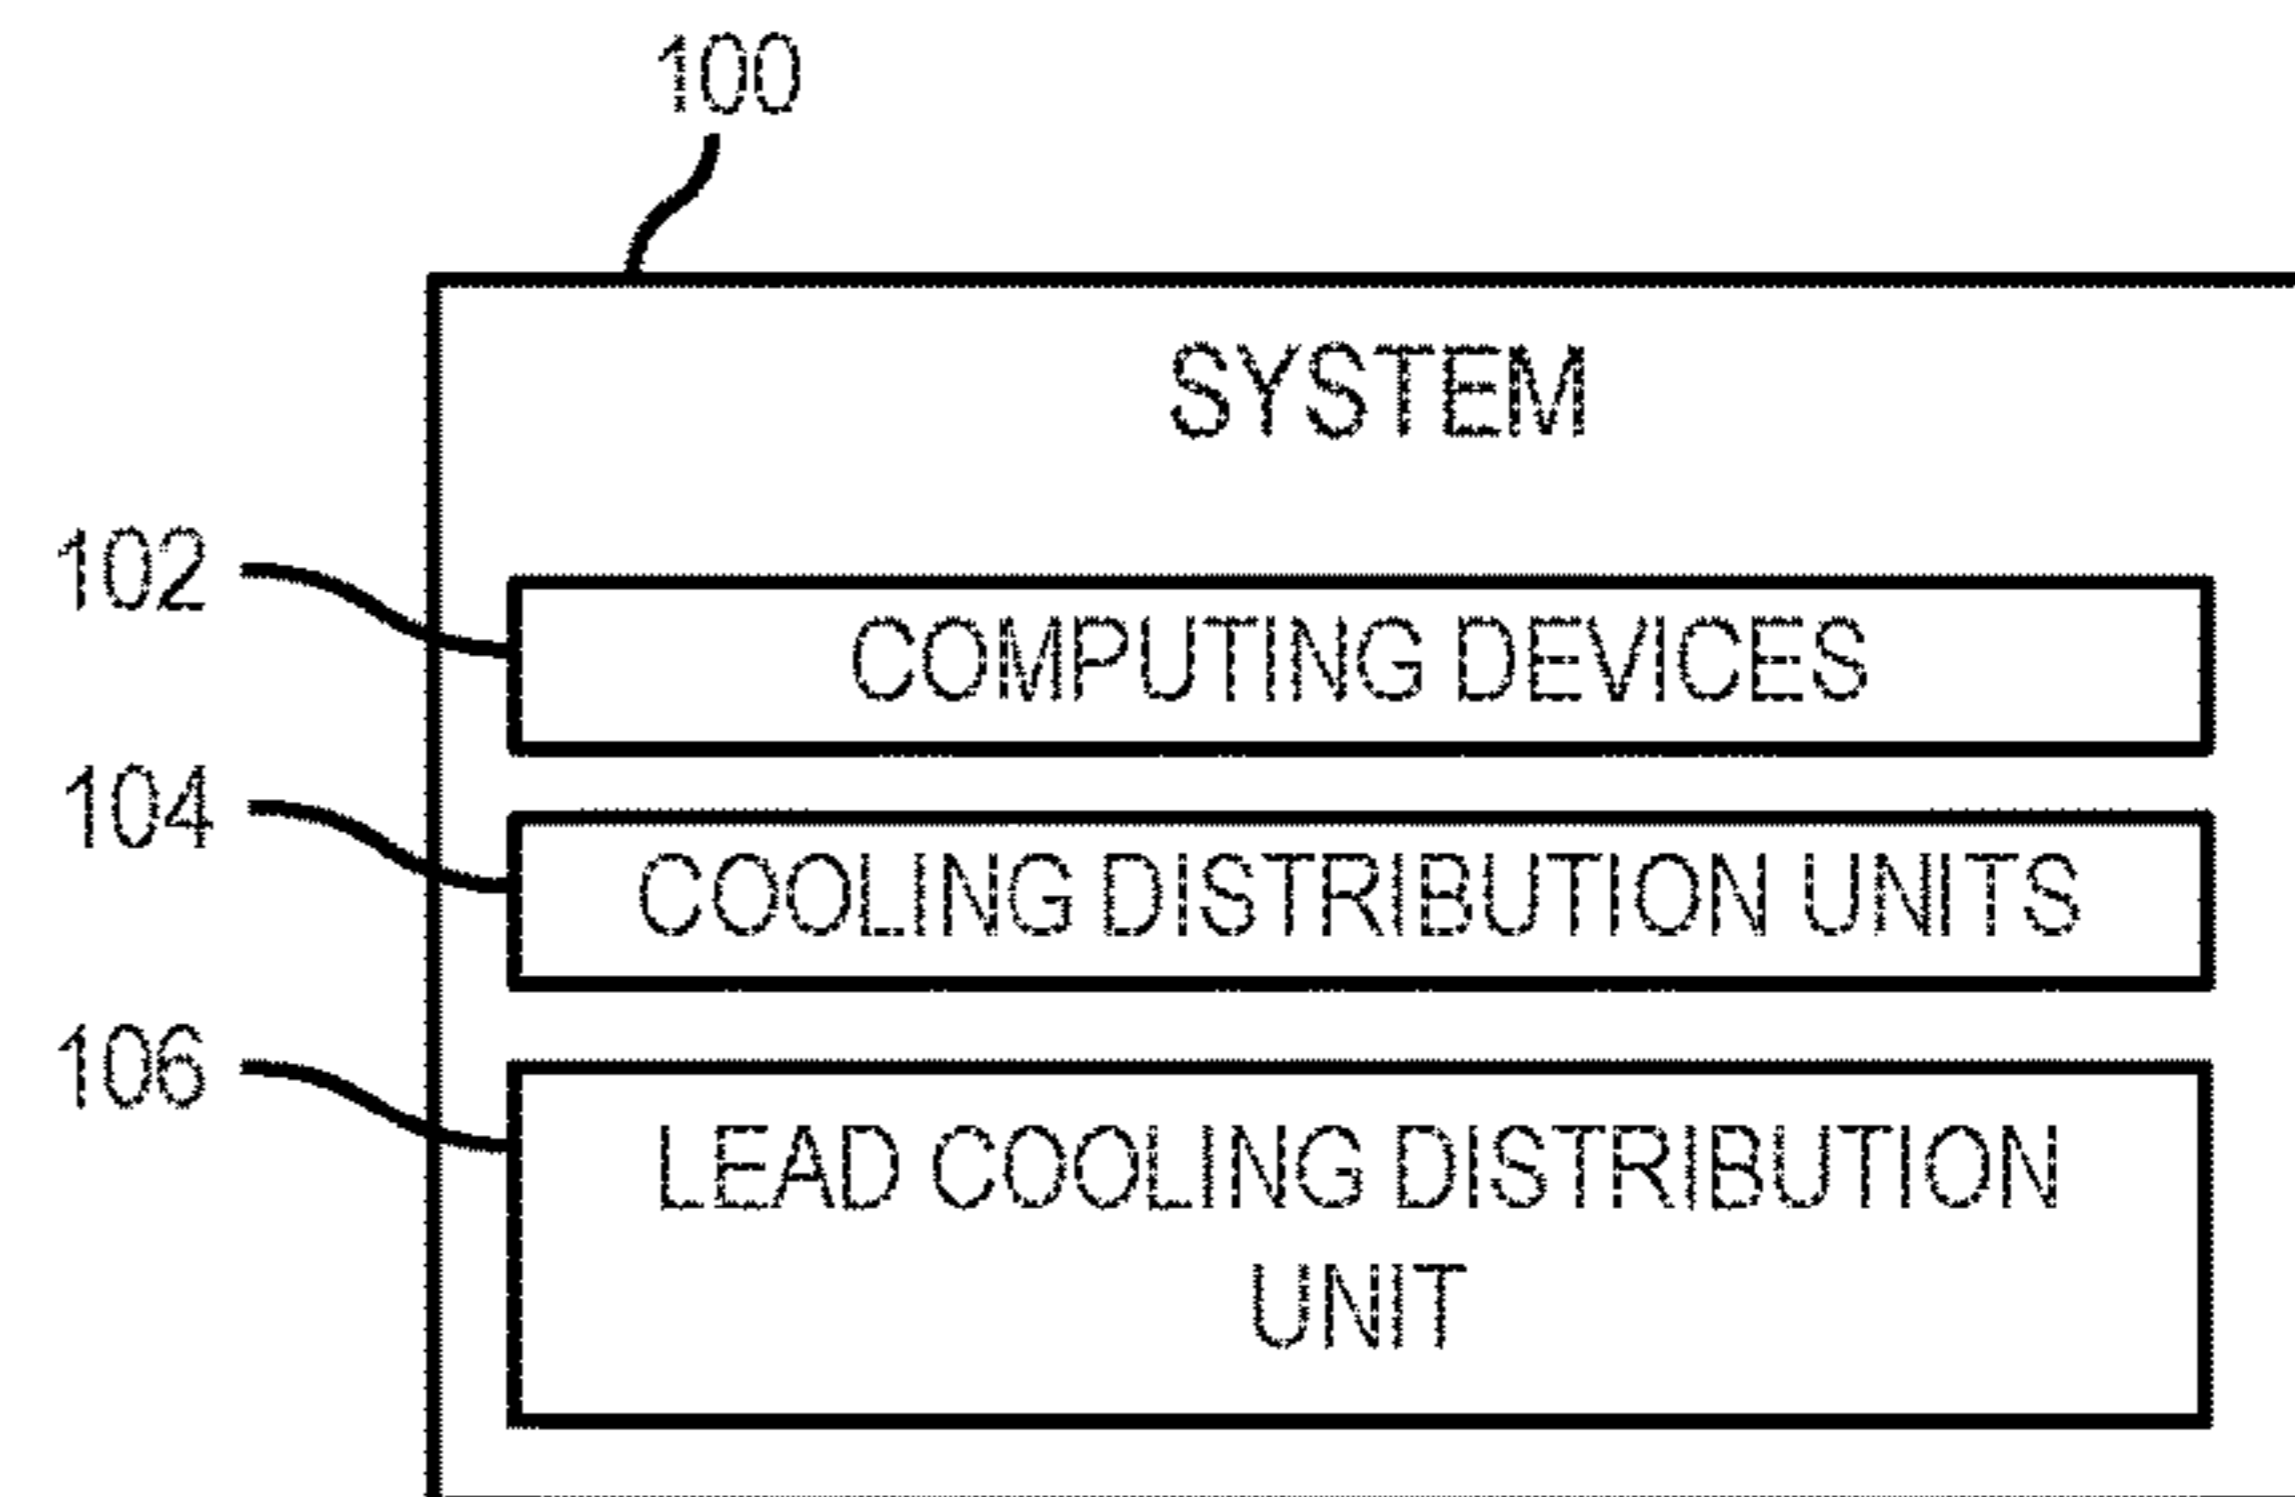 100
SYSTEM
102
COMPUTING DEVICES
104
COOLING DISTRIBUTION UNITS
106
LEAD COOLING DISTRIBUTION
UNIT